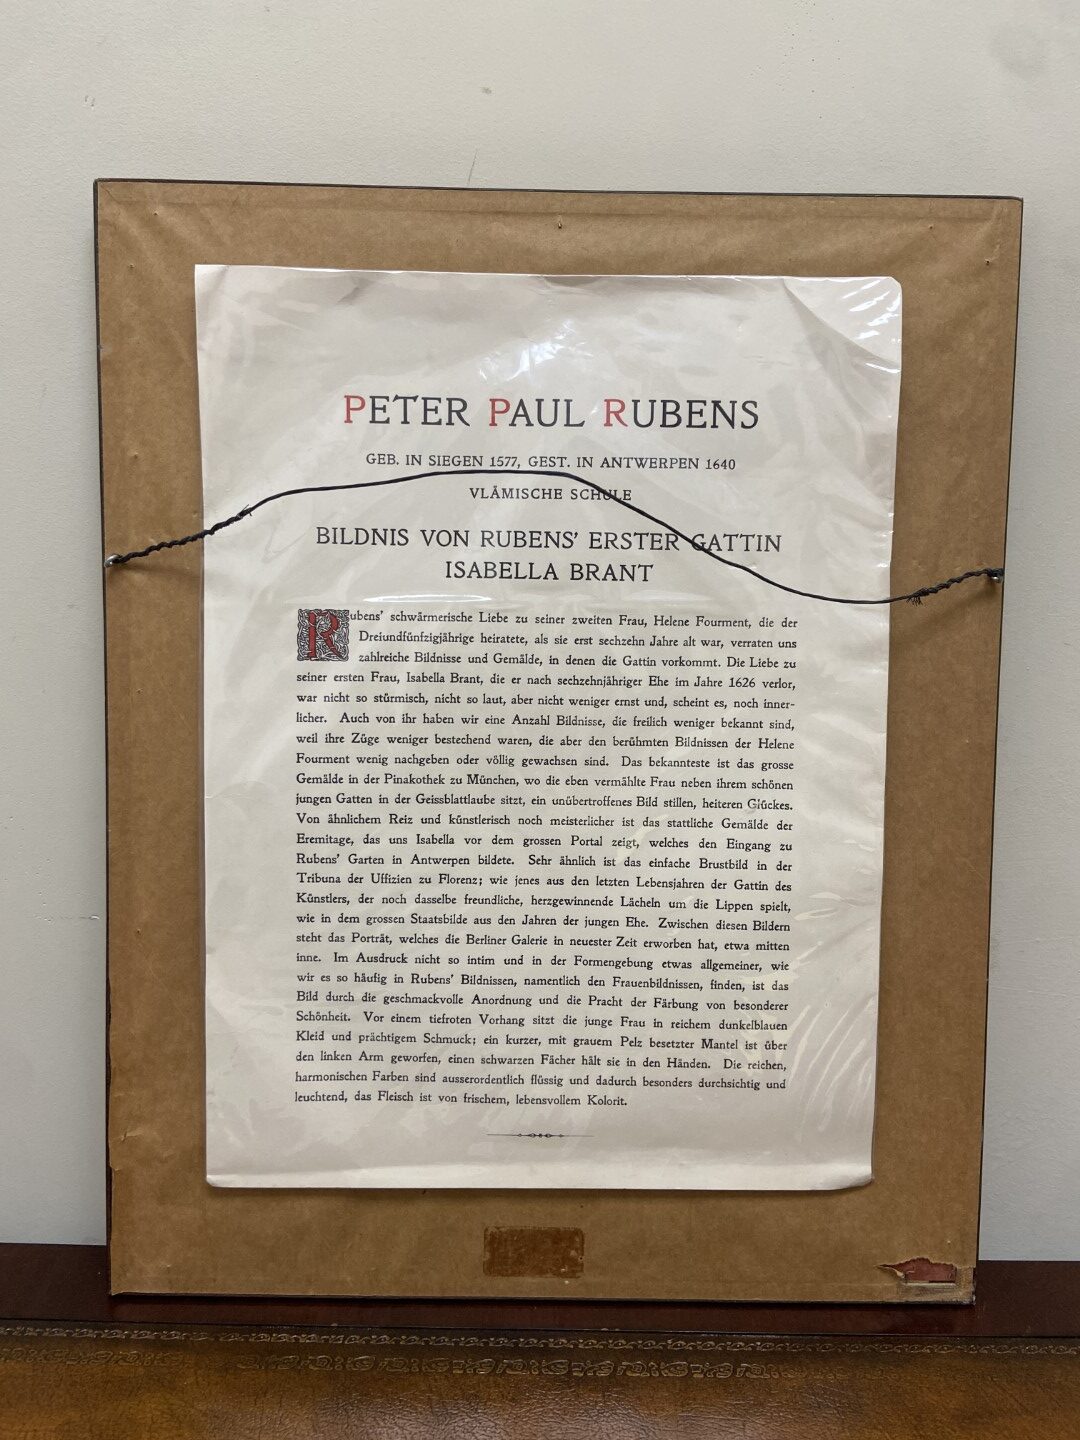 PETER PAUL RUBENS
GEB. IN SIEGEN 1577, GEST. IN ANTWERPEN 1640
VLÄMISCHE SCHULE
BILDNIS VON RUBENS' ERSTER GATTIN
ISABELLA BRANT
Rubens' schwärmerische Liebe zu seiner zweiten Frau, Helene Fourment, die der
Dreiundfünfzigjährige heiratete, als sie erst sechzehn Jahre alt war, verraten uns
zahlreiche Bildnisse und Gemälde, in denen die Gattin vorkommt. Die Liebe zu
seiner ersten Frau, Isabella Brant, die er nach sechzehnjähriger Ehe im Jahre 1626 verlor,
war nicht so stürmisch, nicht so laut, aber nicht weniger ernst und, scheint es, noch inner-
licher. Auch von ihr haben wir eine Anzahl Bildnisse, die freilich weniger bekannt sind,
weil ihre Züge weniger bestechend waren, die aber den berühmten Bildnissen der Helene
Fourment wenig nachgeben oder völlig gewachsen sind. Das bekannteste ist das grosse
Gemälde in der Pinakothek zu München, wo die eben vermählte Frau neben ihrem schönen
jungen Gatten in der Geissblattlaube sitzt, ein unübertroffenes Bild stillen, heiteren Glückes.
Von ähnlichem Reiz und künstlerisch noch meisterlicher ist das stattliche Gemälde der
Eremitage, das uns Isabella vor dem grossen Portal zeigt, welches den Eingang zu
Rubens' Garten in Antwerpen bildete. Sehr ähnlich ist das einfache Brustbild in der
Tribuna der Uffizien zu Florenz; wie jenes aus den letzten Lebensjahren der Gattin des
Künstlers, der noch dasselbe freundliche, herzgewinnende Lächeln um die Lippen spielt,
wie in dem grossen Staatsbilde aus den Jahren der jungen Ehe. Zwischen diesen Bildern
steht das Porträt, welches die Berliner Galerie in neuester Zeit erworben hat, etwa mitten
inne. Im Ausdruck nicht so intim und in der Formengebung etwas allgemeiner, wie
wir es so häufig in Rubens' Bildnissen, namentlich den Frauenbildnissen, finden, ist das
Bild durch die geschmackvolle Anordnung und die Pracht der Färbung von besonderer
Schönheit. Vor einem tiefroten Vorhang sitzt die junge Frau in reichem dunkelblauen
Kleid und prächtigem Schmuck; ein kurzer, mit grauem Pelz besetzter Mantel ist über
den linken Arm geworfen, einen schwarzen Fächer hält sie in den Händen. Die reichen,
harmonischen Farben sind ausserordentlich flüssig und dadurch besonders durchsichtig und
leuchtend, das Fleisch ist von frischem, lebensvollem Kolorit.